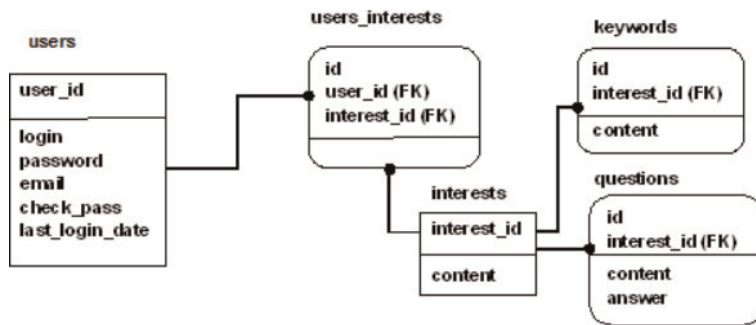 users
user_id
login
password
email
check_pass
last_login_date
users_interests
id
user_id (FK)
interest_id (FK)
interests
interest_id
content
keywords
id
interest_id (FK)
content
questions
id
interest_id (FK)
content
answer